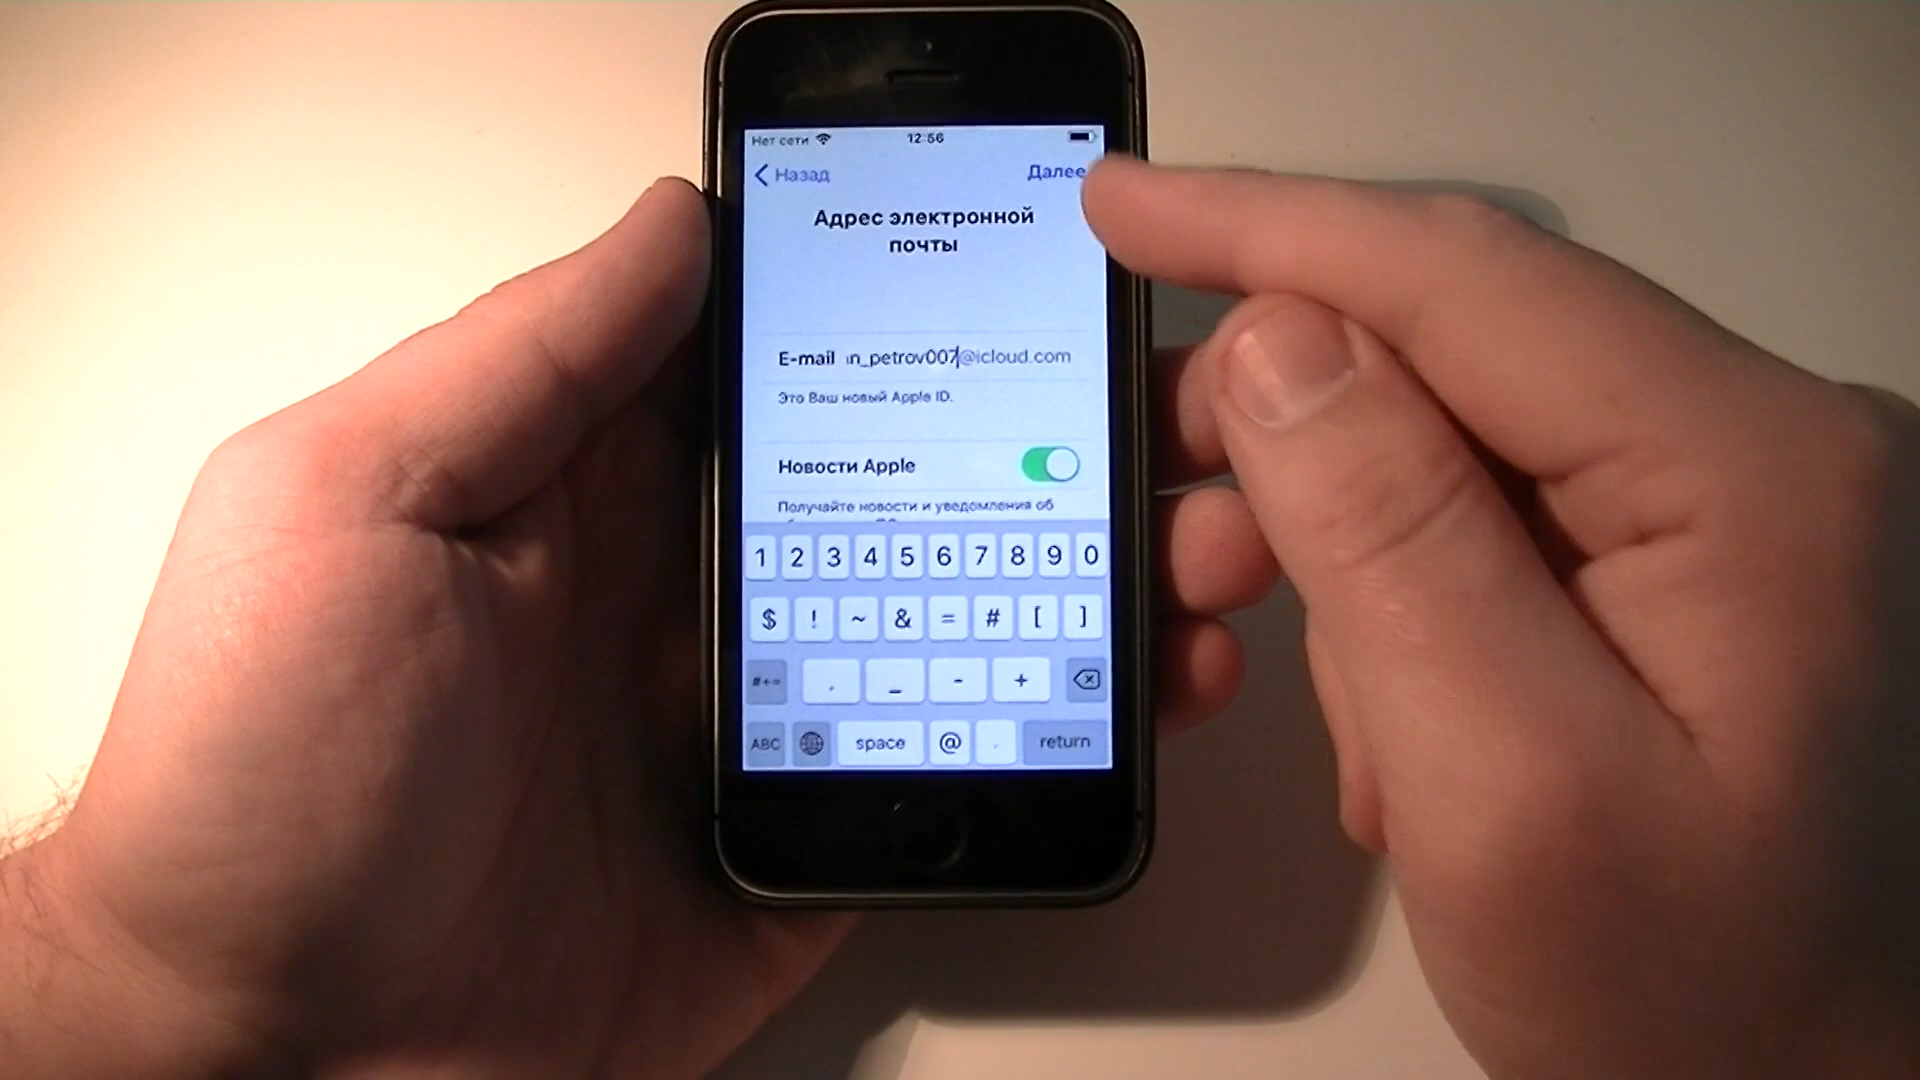 Нет сети 12:56
Назад Далее
Адрес электронной
почты
E-mail n_petrov007@icloud.com
Это Ваш новый Apple ID.
Новости Apple
Получайте новости и уведомления об
1 2 3 4 5 6 7 8 9 0
$ ! ~ & = # [ ]
#+= , _ - +
ABC space @ . return